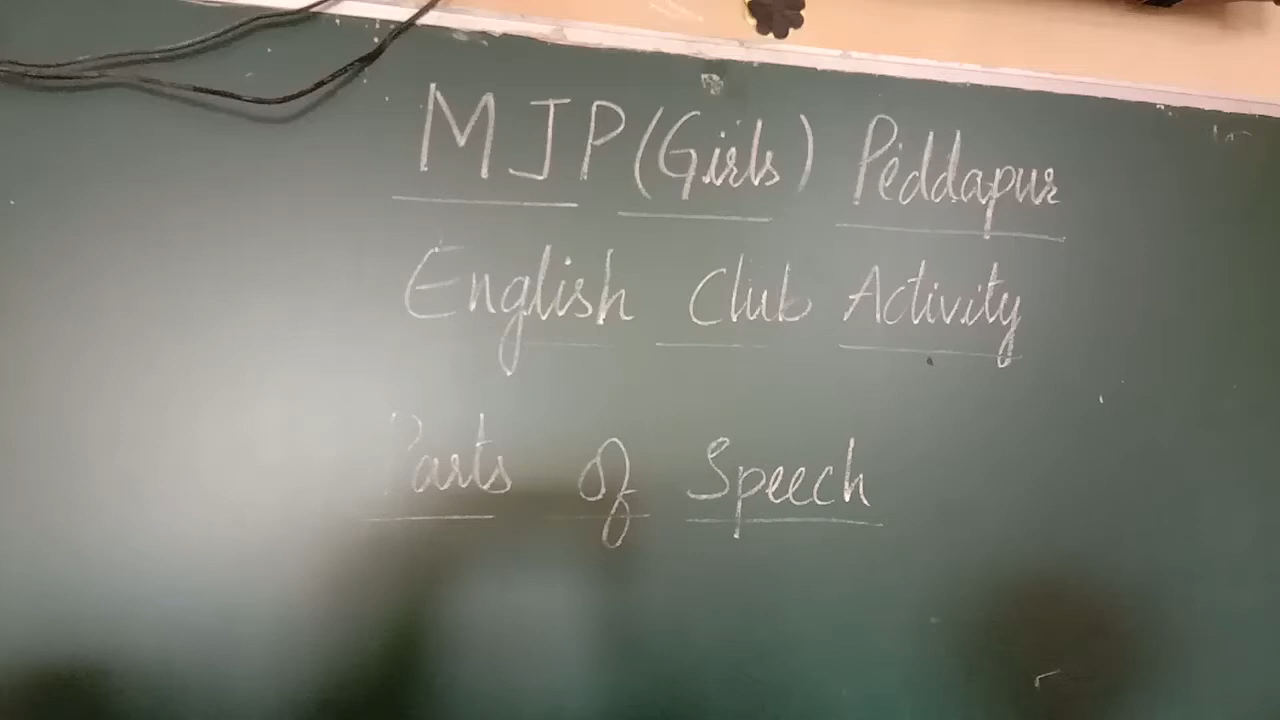 MJP (Girls) Peddapur
English Club Activity
Parts of Speech